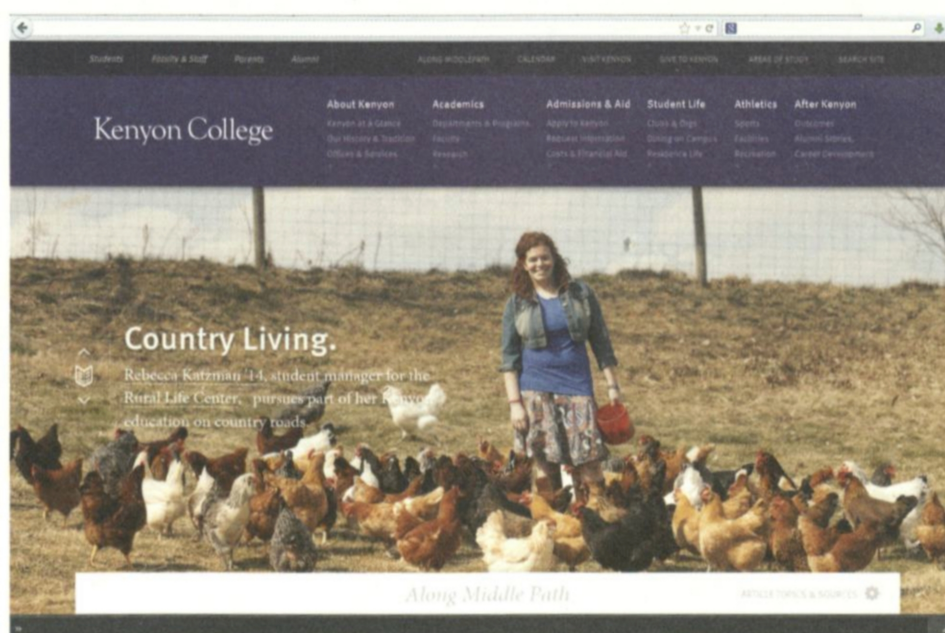 Students Faculty & Staff Parents Alumni ALONG MIDDLE PATH CALENDAR VISIT KENYON GIVE TO KENYON AREAS OF STUDY SEARCH SITE
Kenyon College
About Kenyon
Kenyon at a Glance
Our History & Tradition
Offices & Services
Academics
Departments & Programs
Faculty
Research
Admissions & Aid
Apply to Kenyon
Request Information
Costs & Financial Aid
Student Life
Clubs & Orgs
Dining on Campus
Residence Life
Athletics
Sports
Facilities
Recreation
After Kenyon
Outcomes
Alumni Stories
Career Development
Country Living.
Rebecca Katzman '14, student manager for the
Rural Life Center, pursues part of her Kenyon
education on country roads.
Along Middle Path
ARTICLE TOPICS & SOURCES